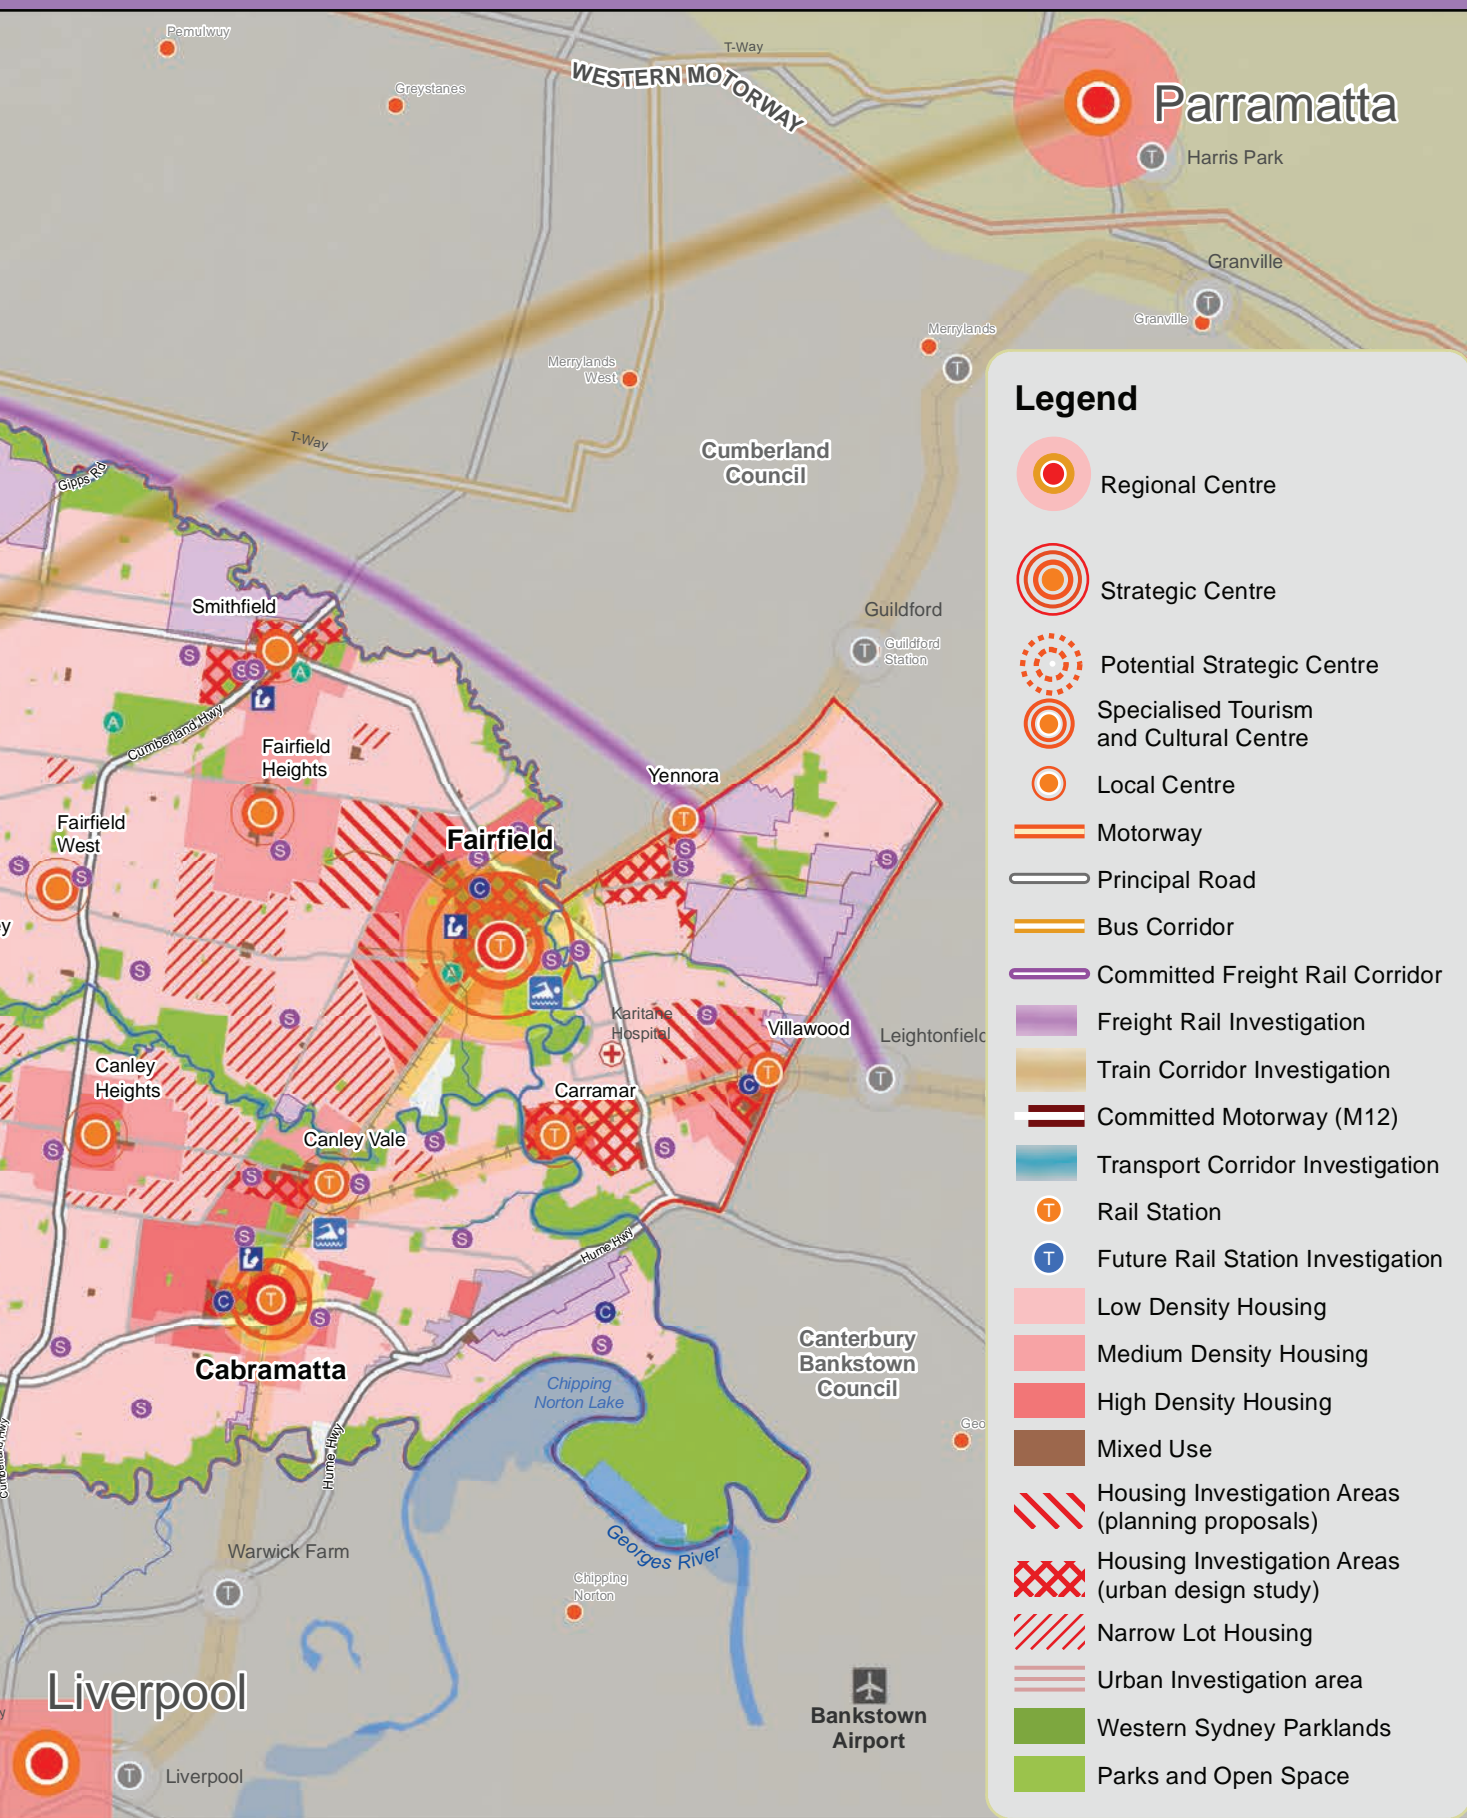 Pemulwuy
Greystanes
T-Way
WESTERN MOTORWAY
Parramatta
T
Harris Park
Granville
T
Granville
Merrylands
T
Merrylands
West
T-Way
Cumberland
Council
Gipps Rd
Smithfield
Guildford
T
Guildford
Station
S
S
S
A
A
Cumberland Hwy
Fairfield
Heights
Yennora
T
Fairfield
West
Fairfield
S
S
S
S
S
S
S
S
C
y
T
S
S
A
S
S
Karitane
Hospital
S
Villawood
Leightonfield
T
T
C
Canley
Heights
Carramar
T
Canley Vale
S
S
S
S
T
S
S
S
Hume Hwy
C
T
S
C
S
S
Cabramatta
Canterbury
Bankstown
Council
Chipping
Norton Lake
S
Geo
Cumberland Hwy
Hume Hwy
Georges River
Warwick Farm
T
Chipping
Norton
Liverpool
y
T
Liverpool
Bankstown
Airport
Legend
Regional Centre
Strategic Centre
Potential Strategic Centre
Specialised Tourism
and Cultural Centre
Local Centre
Motorway
Principal Road
Bus Corridor
Committed Freight Rail Corridor
Freight Rail Investigation
Train Corridor Investigation
Committed Motorway (M12)
Transport Corridor Investigation
T Rail Station
T Future Rail Station Investigation
Low Density Housing
Medium Density Housing
High Density Housing
Mixed Use
Housing Investigation Areas
(planning proposals)
Housing Investigation Areas
(urban design study)
Narrow Lot Housing
Urban Investigation area
Western Sydney Parklands
Parks and Open Space